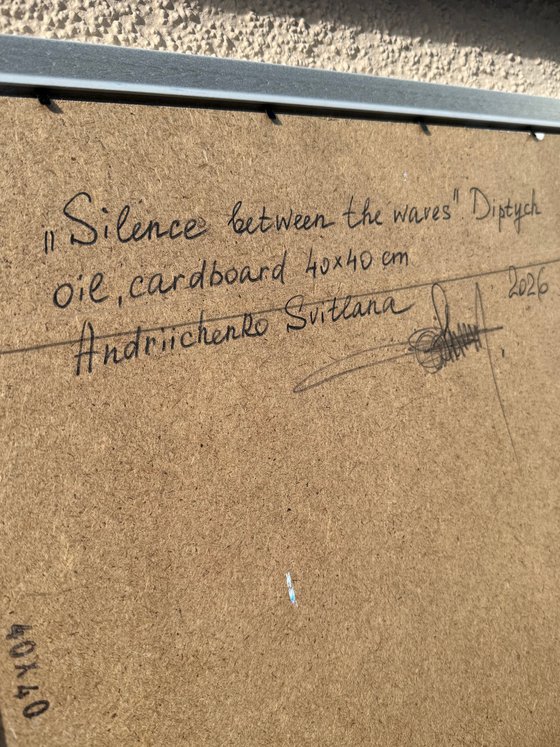 „Silence between the waves" Diptych
oil, cardboard 40x40 cm
Andriichenko Svitlana 2026
40x40